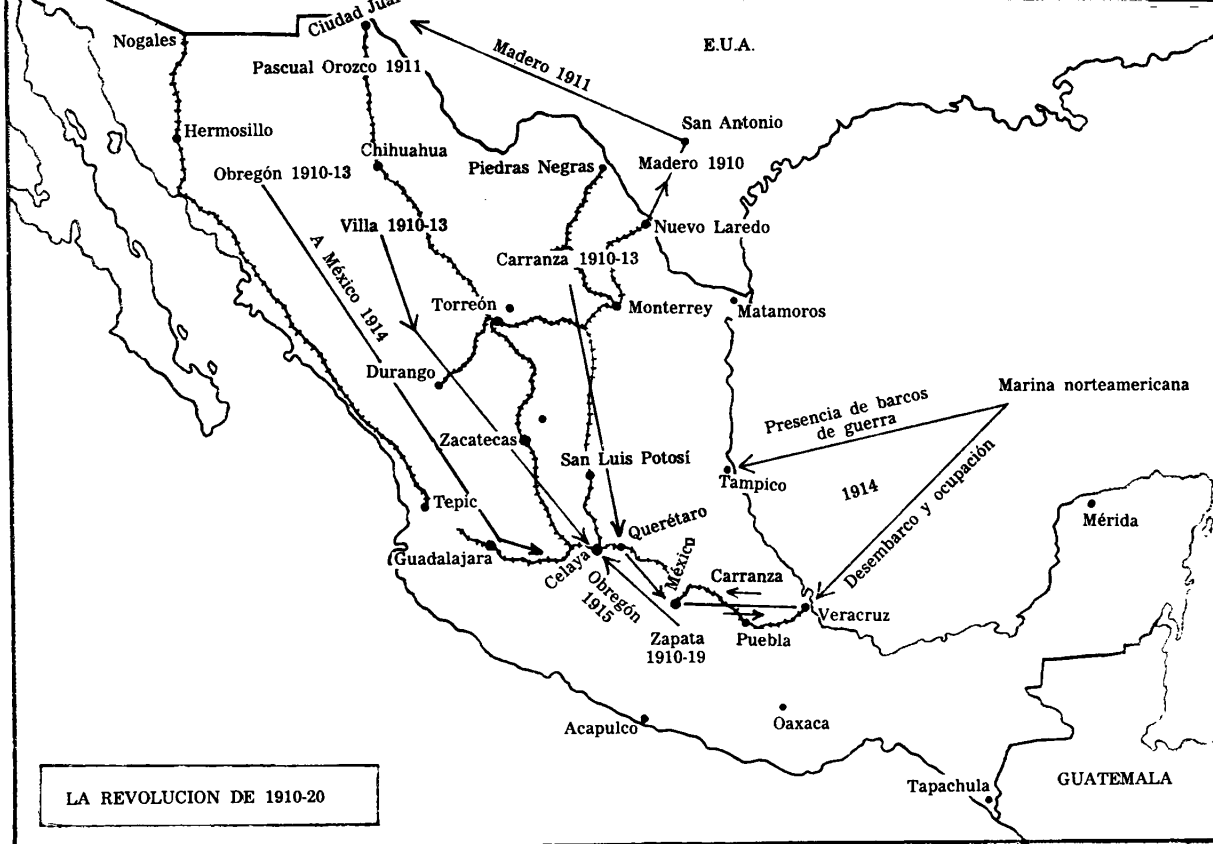 Nogales
Ciudad Juar
Pascual Orozco 1911
Madero 1911
E.U.A.
Hermosillo
Chihuahua
San Antonio
Piedras Negras
Madero 1910
Obregón 1910-13
Villa 1910-13
Nuevo Laredo
Carranza 1910-13
A México 1914
Torreón
Monterrey
Matamoros
Durango
Marina norteamericana
Presencia de barcos
de guerra
Zacatecas
San Luis Potosí
Tampico
1914
Desembarco y ocupación
Mérida
Tepic
Querétaro
Guadalajara
Celaya
México
Obregón
1915
Carranza
Veracruz
Puebla
Zapata
1910-19
Acapulco
Oaxaca
Tapachula
GUATEMALA
LA REVOLUCION DE 1910-20